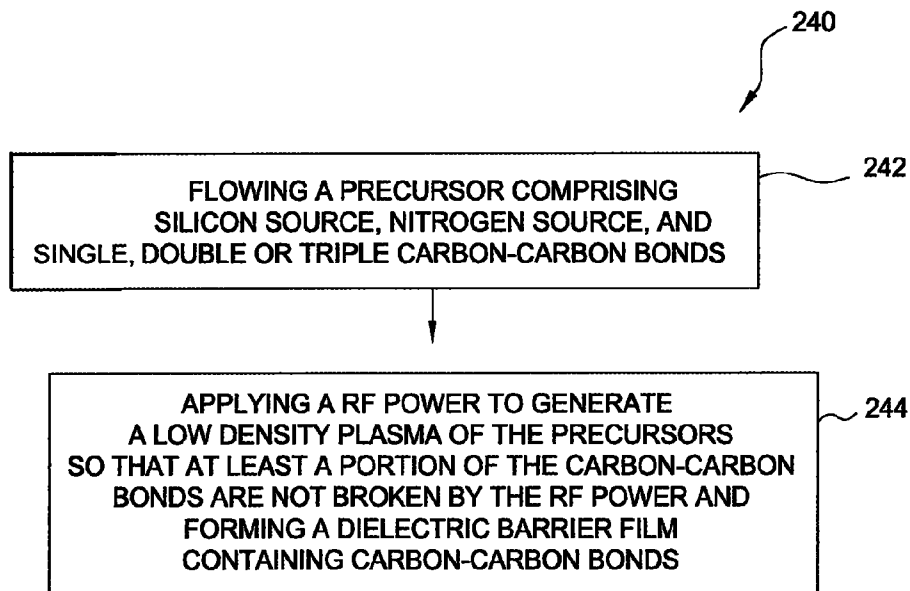 240
242
FLOWING A PRECURSOR COMPRISING
SILICON SOURCE, NITROGEN SOURCE, AND
SINGLE, DOUBLE OR TRIPLE CARBON-CARBON BONDS
244
APPLYING A RF POWER TO GENERATE
A LOW DENSITY PLASMA OF THE PRECURSORS
SO THAT AT LEAST A PORTION OF THE CARBON-CARBON
BONDS ARE NOT BROKEN BY THE RF POWER AND
FORMING A DIELECTRIC BARRIER FILM
CONTAINING CARBON-CARBON BONDS